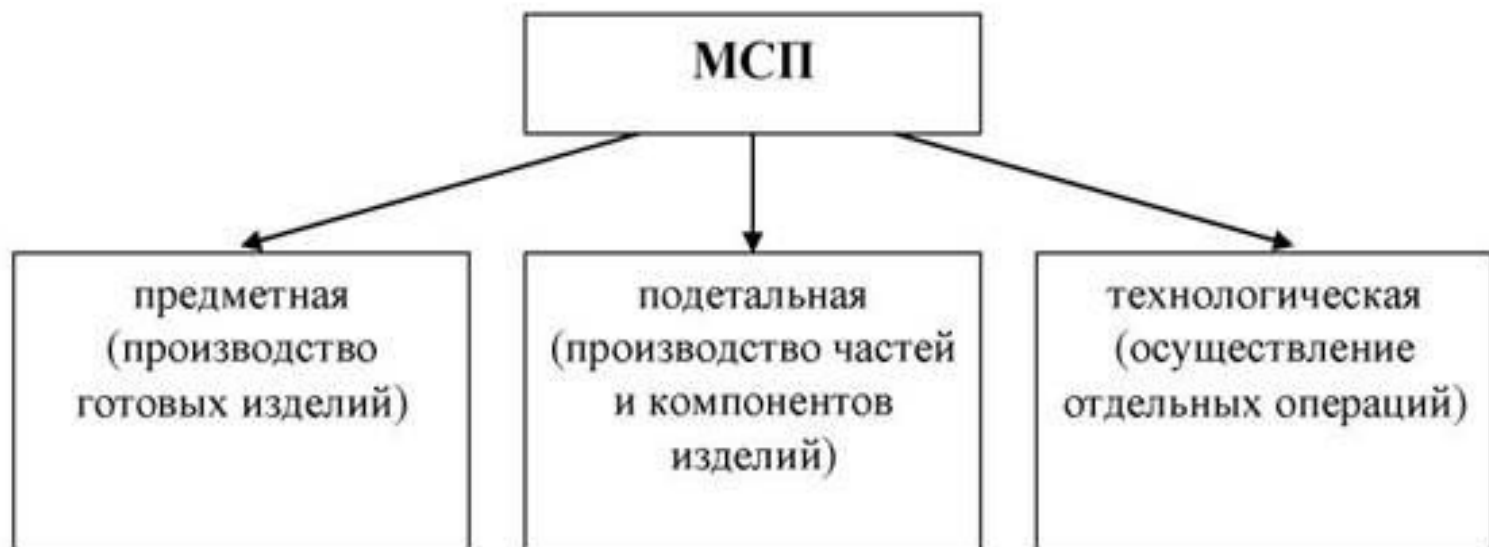 МСП
предметная
(производство
готовых изделий)
подетальная
(производство частей
и компонентов
изделий)
технологическая
(осуществление
отдельных операций)